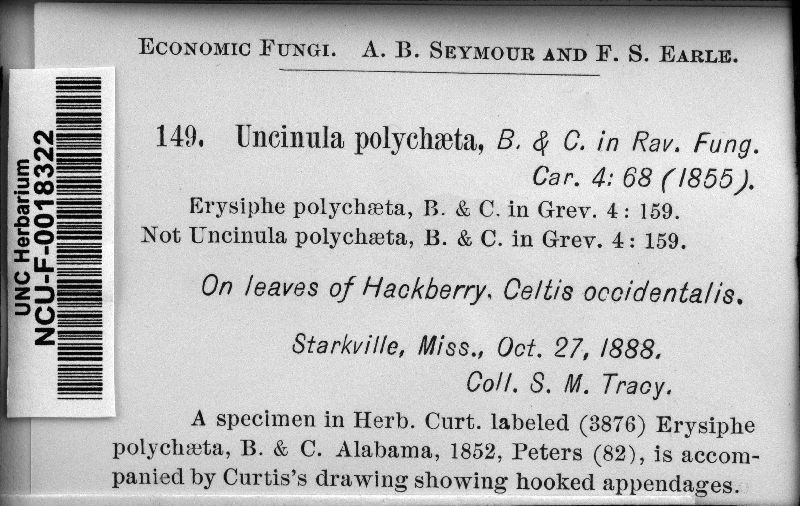 ECONOMIC FUNGI. A. B. SEYMOUR AND F. S. EARLE.
UNC Herbarium
NCU-F-0018322
149. Uncinula polychæta, B. & C. in Rav. Fung.
Car. 4: 68 (1855).
Erysiphe polychæta, B. & C. in Grev. 4: 159.
Not Uncinula polychæta, B. & C. in Grev. 4: 159.
On leaves of Hackberry. Celtis occidentalis.
Starkville, Miss., Oct. 27, 1888.
Coll. S. M. Tracy.
A specimen in Herb. Curt. labeled (3876) Erysiphe
polychæta, B. & C. Alabama, 1852, Peters (82), is accom-
panied by Curtis's drawing showing hooked appendages.